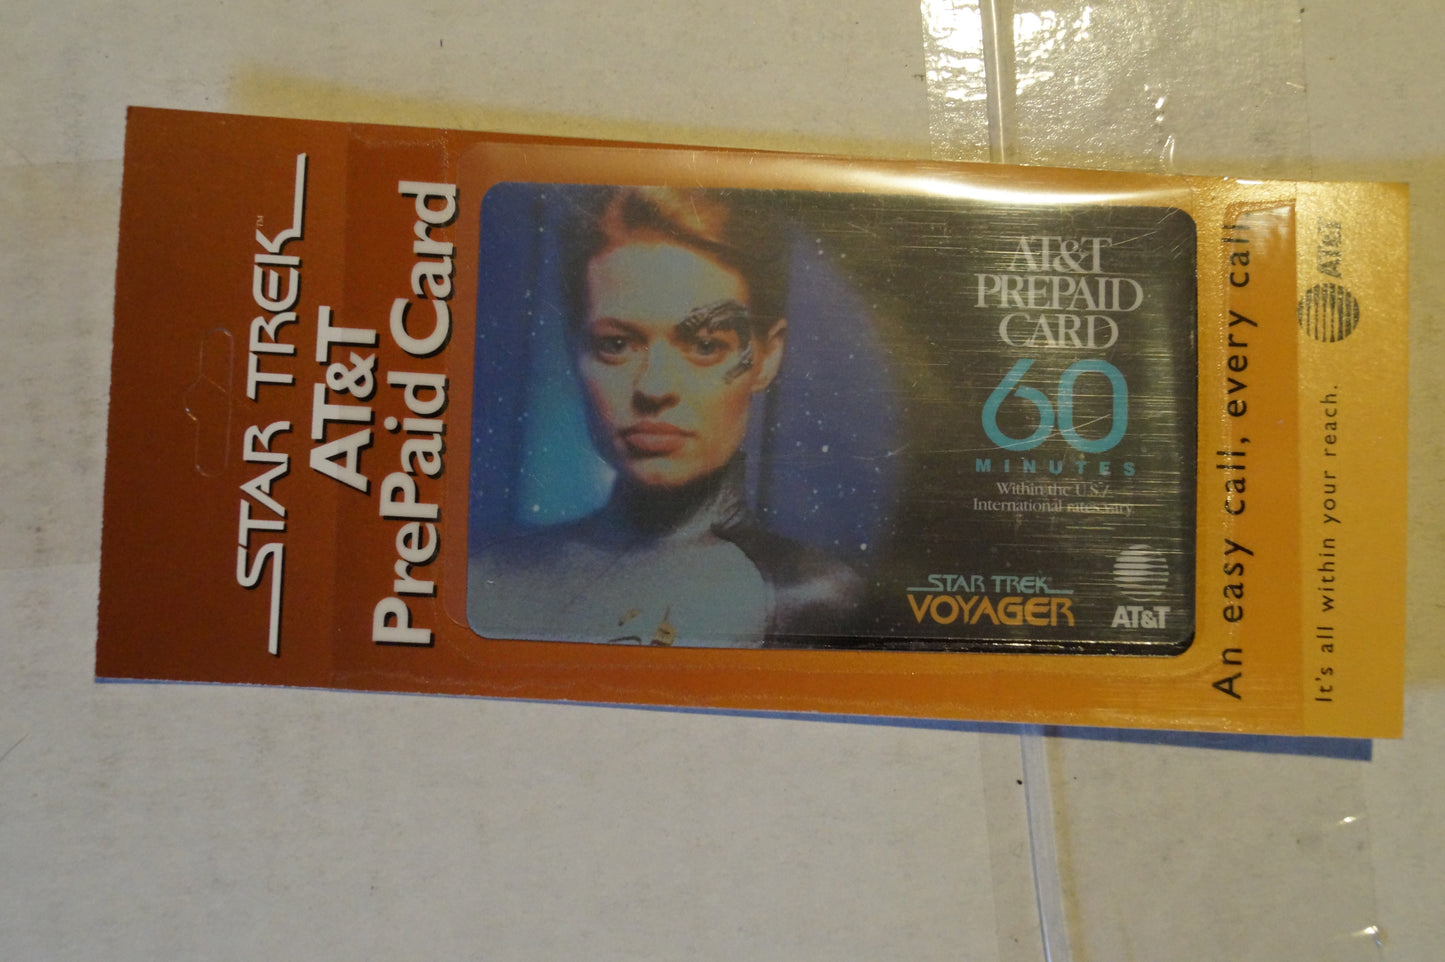 STAR TREK™
AT&T
PrePaid Card
AT&T
PREPAID
CARD
60
MINUTES
Within the U.S./
International rates vary
STAR TREK
VOYAGER
AT&T
An easy call, every call
It's all within your reach.
AT&T